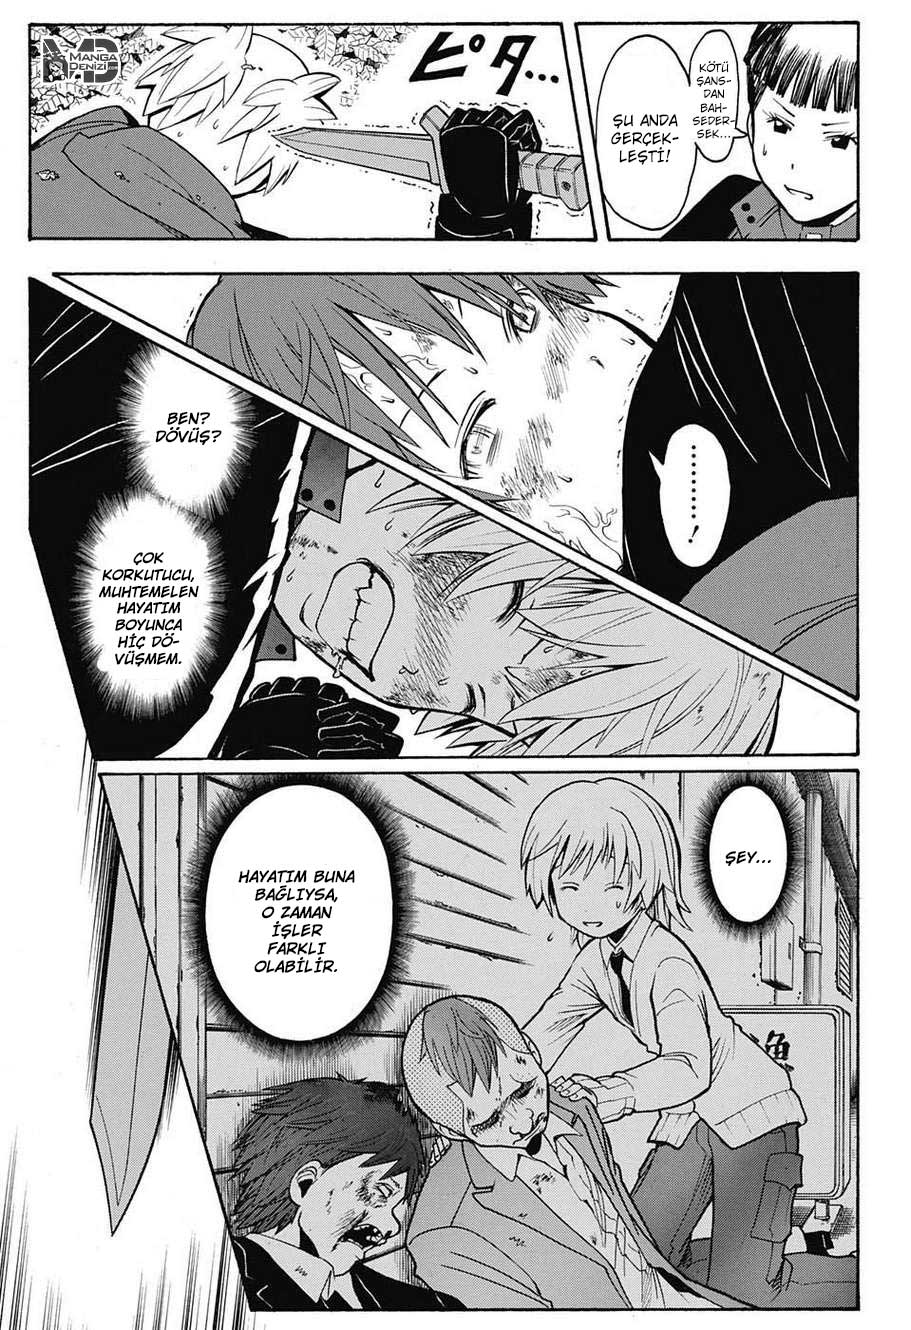 KÖTÜ
ŞANS-
DAN
BAH-
SEDER-
SEK...
ŞU ANDA
GERÇEK-
LEŞTİ!
ピタ...
MD
MANGA
DENİZİ
........!
BEN?
DÖVÜŞ?
ÇOK
KORKUTUCU,
MUHTEMELEN
HAYATIM
BOYUNCA
HİÇ DÖ-
VÜŞMEM.
ŞEY...
HAYATIM BUNA
BAĞLIYSA,
O ZAMAN
İŞLER
FARKLI
OLABİLİR.